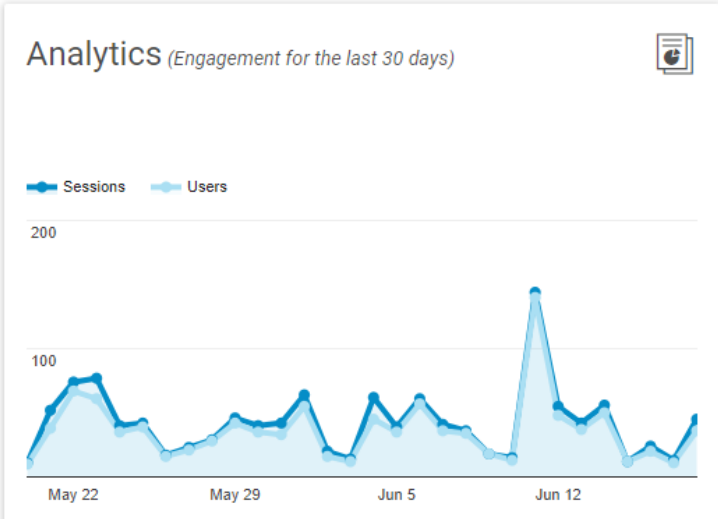 Analytics (Engagement for the last 30 days)
Sessions Users
200
100
May 22 May 29 Jun 5 Jun 12